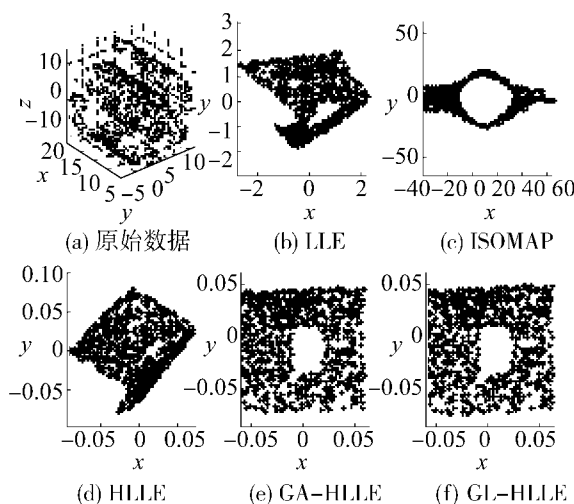 10
0
-10
z
20
15
10
5
x
-5
0
5
10
y
(a) 原始数据
3
2
1
0
-1
-2
y
-2
0
2
x
(b) LLE
50
0
-50
y
-40
-20
0
20
40
60
x
(c) ISOMAP
0.10
0.05
0
-0.05
y
-0.05
0
0.05
x
(d) HLLE
0.05
0
-0.05
y
-0.05
0
0.05
x
(e) GA-HLLE
0.05
0
-0.05
y
-0.05
0
0.05
x
(f) GL-HLLE